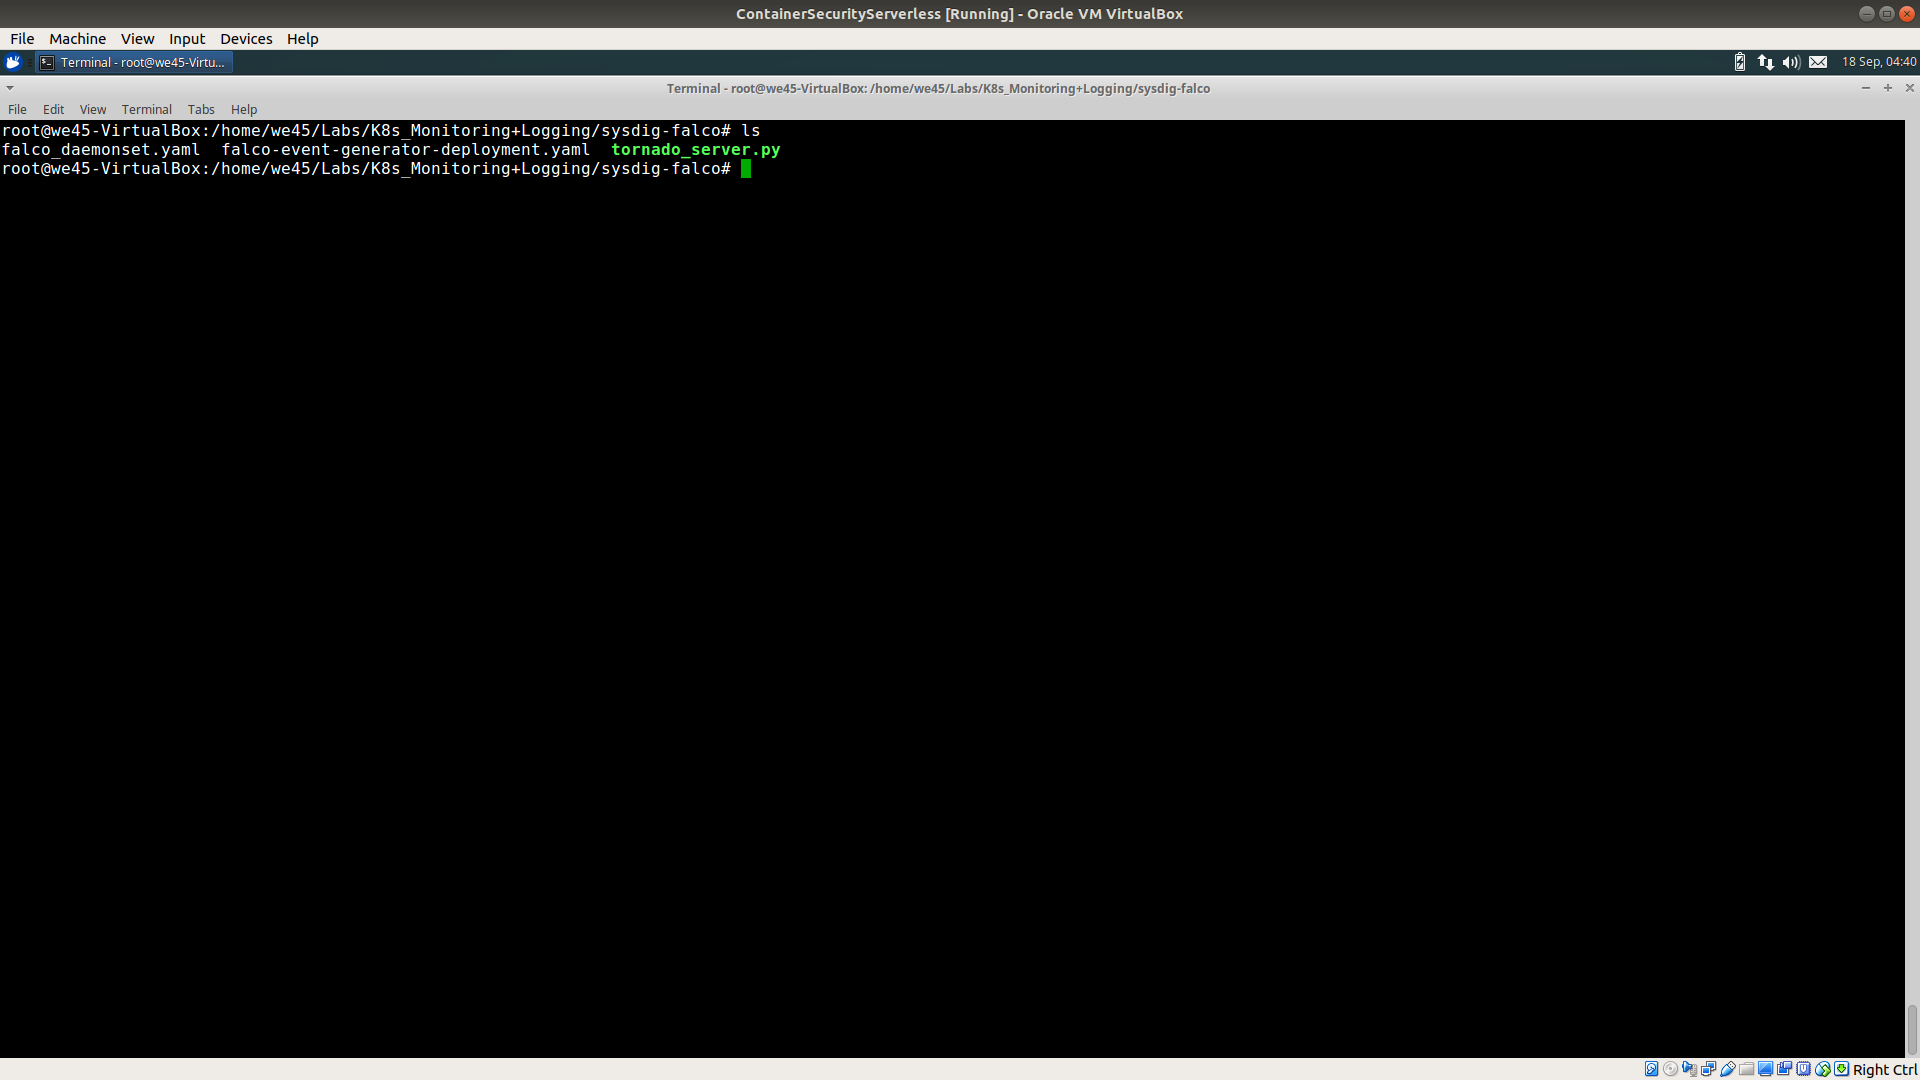 ContainerSecurityServerless [Running] - Oracle VM VirtualBox
File Machine View Input Devices Help
Terminal - root@we45-Virtu...
18 Sep, 04:40
Terminal - root@we45-VirtualBox: /home/we45/Labs/K8s_Monitoring+Logging/sysdig-falco
File Edit View Terminal Tabs Help
root@we45-VirtualBox:/home/we45/Labs/K8s_Monitoring+Logging/sysdig-falco# ls
falco_daemonset.yaml  falco-event-generator-deployment.yaml  tornado_server.py
root@we45-VirtualBox:/home/we45/Labs/K8s_Monitoring+Logging/sysdig-falco#
Right Ctrl